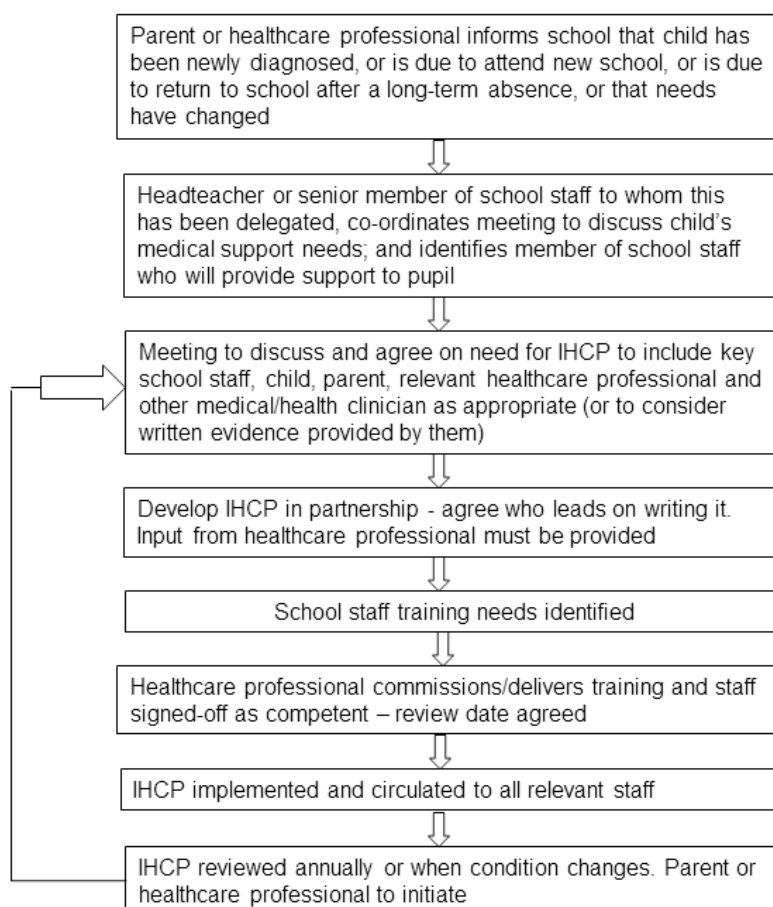 Parent or healthcare professional informs school that child has
been newly diagnosed, or is due to attend new school, or is due
to return to school after a long-term absence, or that needs
have changed
Headteacher or senior member of school staff to whom this
has been delegated, co-ordinates meeting to discuss child's
medical support needs; and identifies member of school staff
who will provide support to pupil
Meeting to discuss and agree on need for IHCP to include key
school staff, child, parent, relevant healthcare professional and
other medical/health clinician as appropriate (or to consider
written evidence provided by them)
Develop IHCP in partnership - agree who leads on writing it.
Input from healthcare professional must be provided
School staff training needs identified
Healthcare professional commissions/delivers training and staff
signed-off as competent – review date agreed
IHCP implemented and circulated to all relevant staff
IHCP reviewed annually or when condition changes. Parent or
healthcare professional to initiate